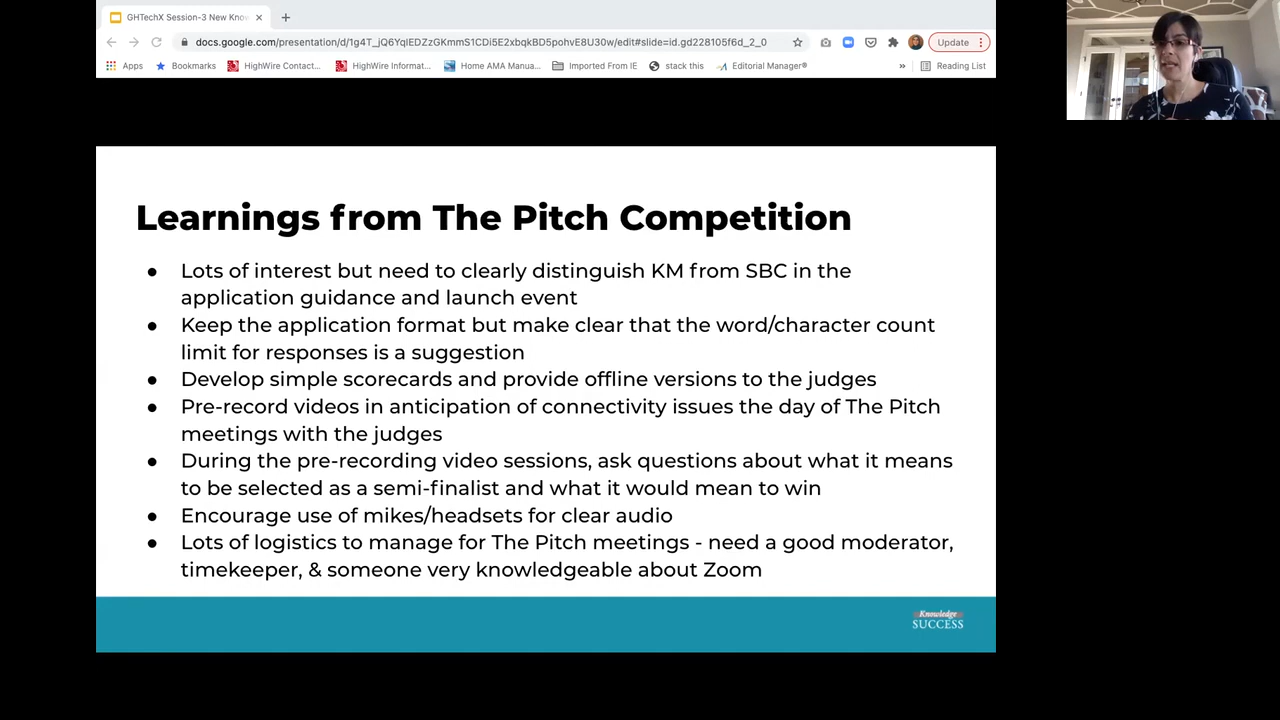 GHTechX Session-3 New Know
docs.google.com/presentation/d/1g4T_jQ6YqIEDZzGKmmS1CDi5E2xbqkBD5pohvE8U30w/edit#slide=id.gd228105f6d_2_0
Update
Apps
Bookmarks
HighWire Contact...
HighWire Informat...
Home AMA Manua...
Imported From IE
stack this
Editorial Manager®
»
Reading List
Learnings from The Pitch Competition
● Lots of interest but need to clearly distinguish KM from SBC in the
application guidance and launch event
● Keep the application format but make clear that the word/character count
limit for responses is a suggestion
● Develop simple scorecards and provide offline versions to the judges
● Pre-record videos in anticipation of connectivity issues the day of The Pitch
meetings with the judges
● During the pre-recording video sessions, ask questions about what it means
to be selected as a semi-finalist and what it would mean to win
● Encourage use of mikes/headsets for clear audio
● Lots of logistics to manage for The Pitch meetings - need a good moderator,
timekeeper, & someone very knowledgeable about Zoom
Knowledge
SUCCESS